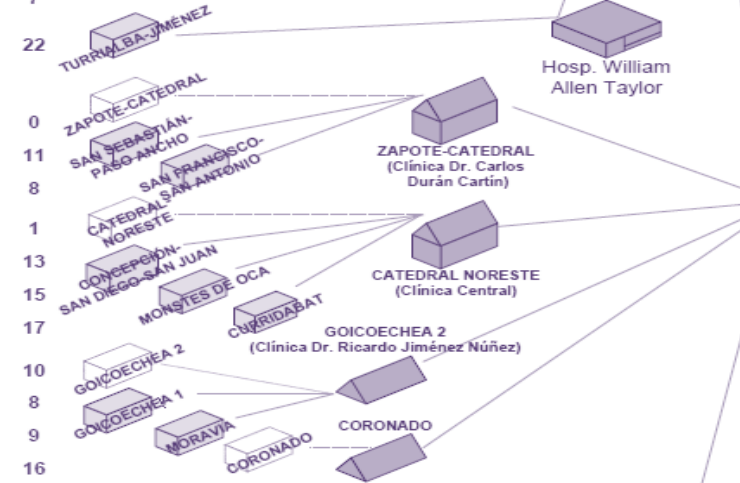 22
TURRIALBA-JIMÉNEZ
Hosp. William
Allen Taylor
0
ZAPOTE-CATEDRAL
11
SAN SEBASTIÁN-
PASO ANCHO
8
SAN FRANCISCO-
SAN ANTONIO
ZAPOTE-CATEDRAL
(Clínica Dr. Carlos
Durán Cartín)
1
CATEDRAL
NORESTE
13
CONCEPCIÓN-
SAN DIEGO-SAN JUAN
15
MONSTES DE OCA
17
CURRIDABAT
CATEDRAL NORESTE
(Clínica Central)
GOICOECHEA 2
(Clínica Dr. Ricardo Jiménez Núñez)
10
GOICOECHEA 2
8
GOICOECHEA 1
9
MORAVIA
16
CORONADO
CORONADO